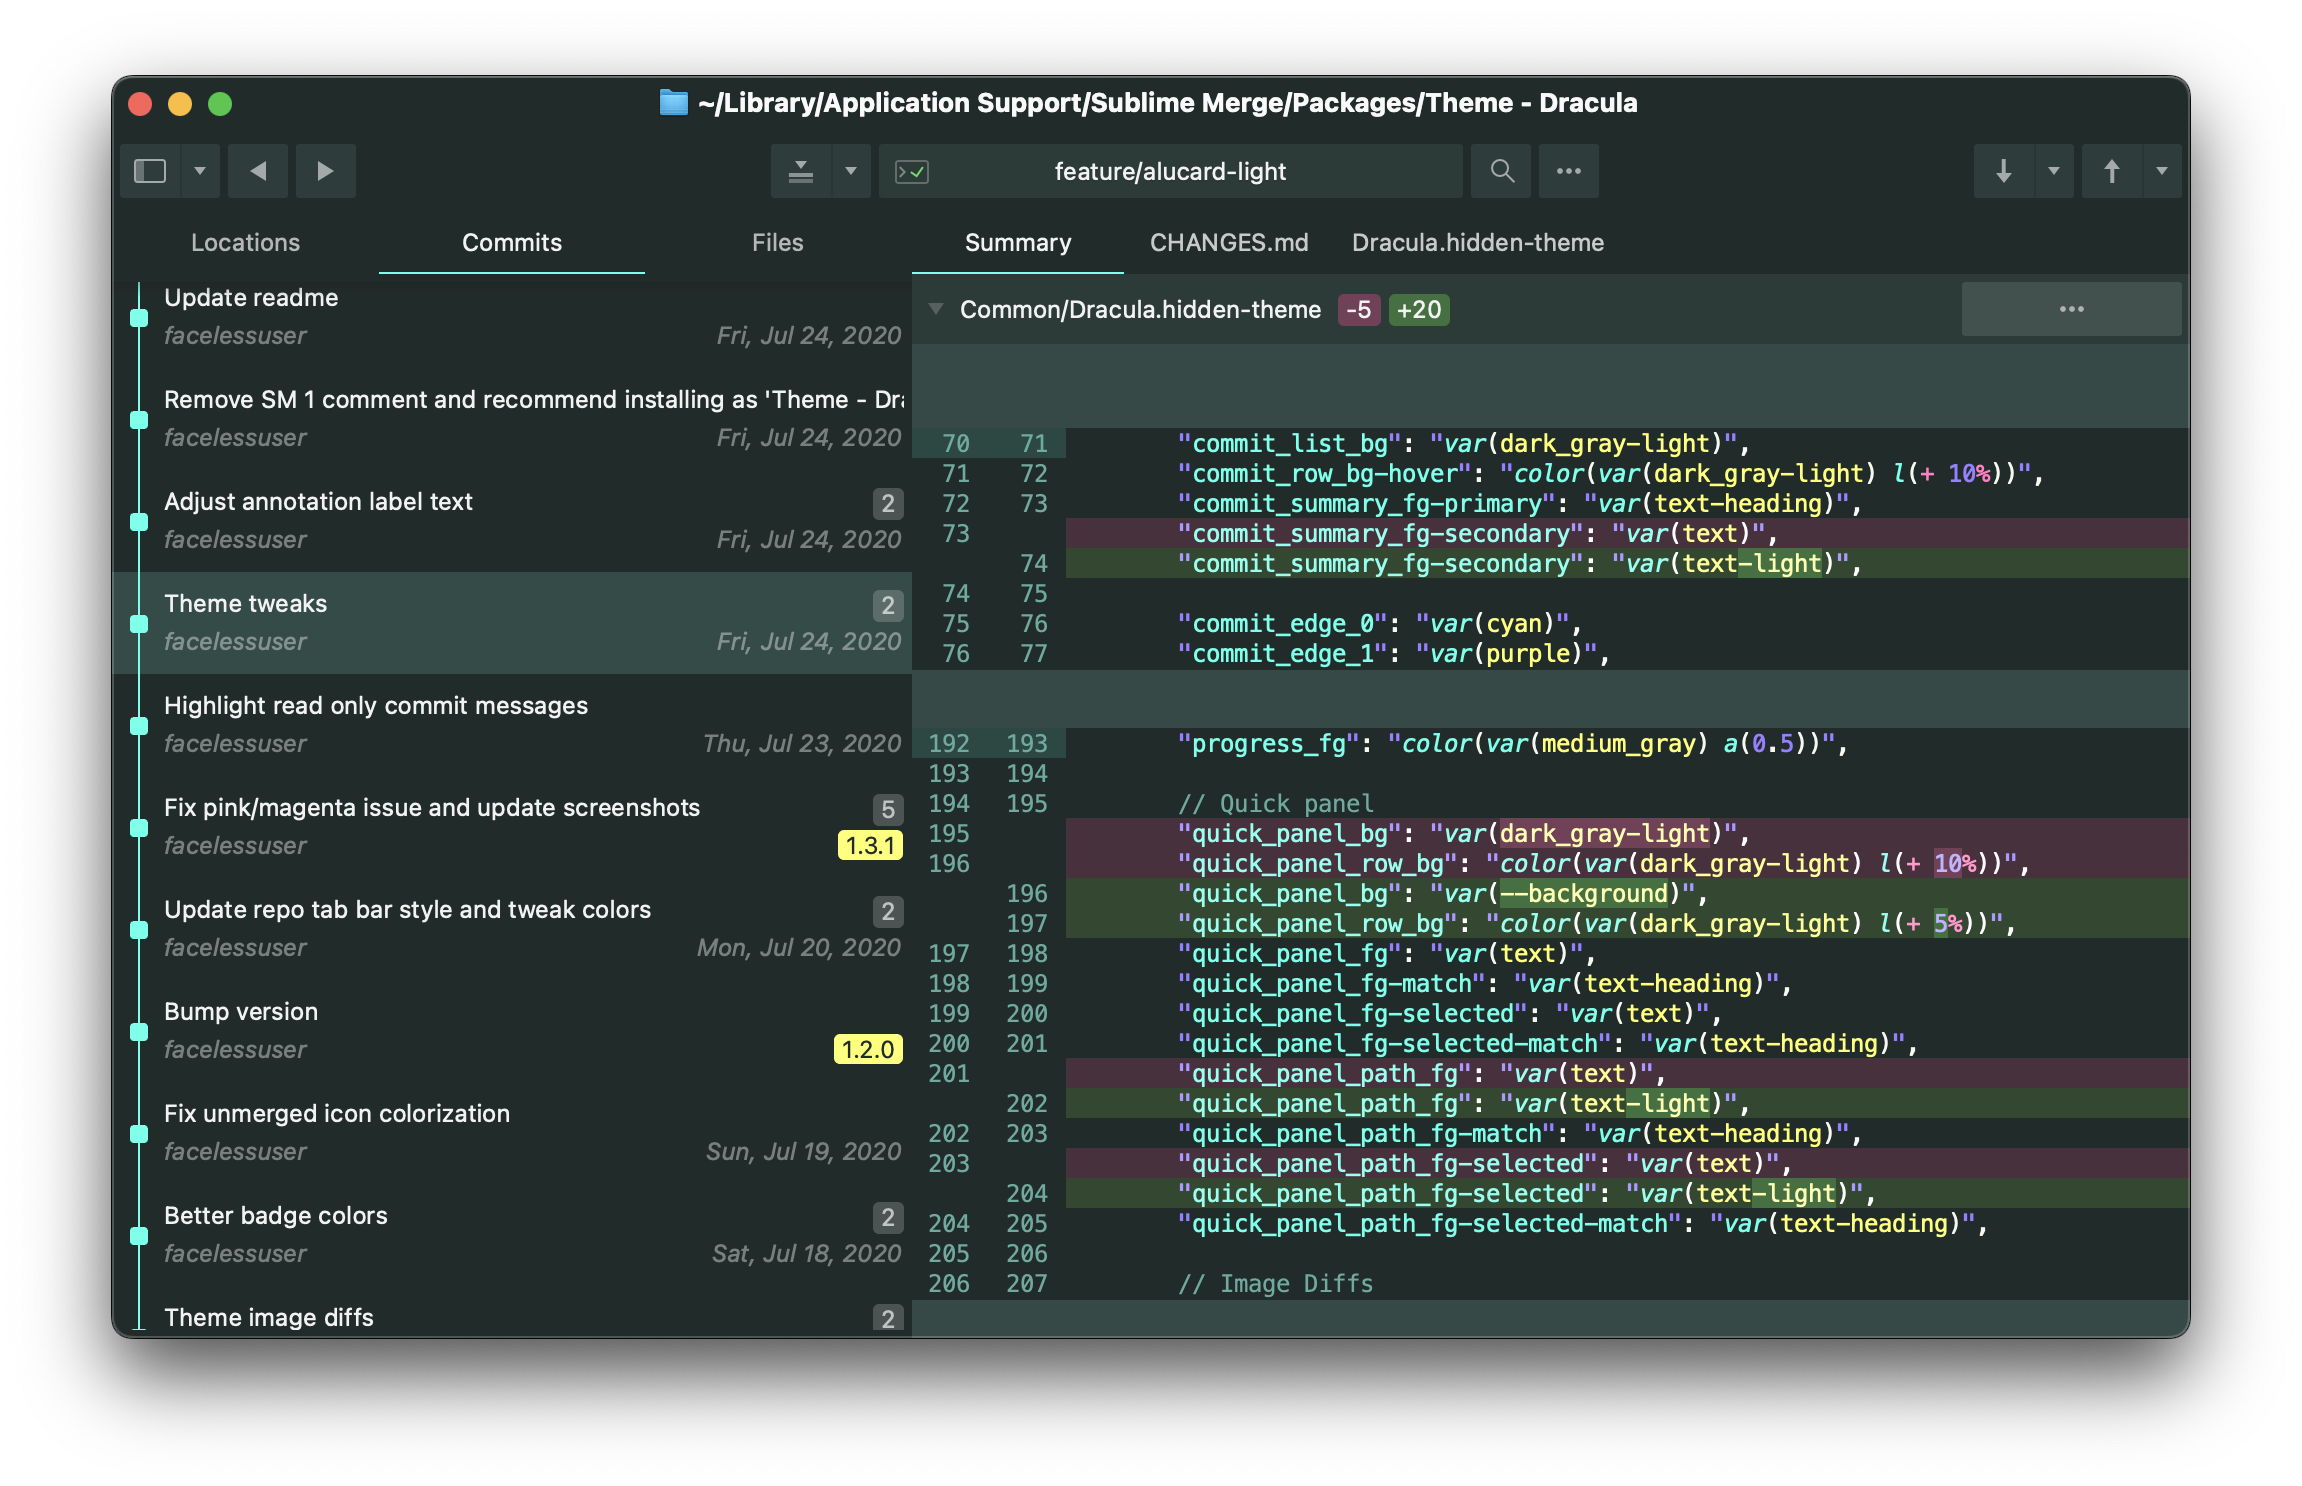 ~/Library/Application Support/Sublime Merge/Packages/Theme - Dracula
feature/alucard-light
Locations
Commits
Files
Update readme
facelessuser
Fri, Jul 24, 2020
Remove SM 1 comment and recommend installing as 'Theme - Dra
facelessuser
Fri, Jul 24, 2020
Adjust annotation label text
2
facelessuser
Fri, Jul 24, 2020
Theme tweaks
2
facelessuser
Fri, Jul 24, 2020
Highlight read only commit messages
facelessuser
Thu, Jul 23, 2020
Fix pink/magenta issue and update screenshots
5
facelessuser
1.3.1
Update repo tab bar style and tweak colors
2
facelessuser
Mon, Jul 20, 2020
Bump version
facelessuser
1.2.0
Fix unmerged icon colorization
facelessuser
Sun, Jul 19, 2020
Better badge colors
2
facelessuser
Sat, Jul 18, 2020
Theme image diffs
2
Summary
CHANGES.md
Dracula.hidden-theme
Common/Dracula.hidden-theme -5 +20
70 71 "commit_list_bg": "var(dark_gray-light)",
71 72 "commit_row_bg-hover": "color(var(dark_gray-light) l(+ 10%))",
72 73 "commit_summary_fg-primary": "var(text-heading)",
73 "commit_summary_fg-secondary": "var(text)",
74 "commit_summary_fg-secondary": "var(text-light)",
74 75
75 76 "commit_edge_0": "var(cyan)",
76 77 "commit_edge_1": "var(purple)",
192 193 "progress_fg": "color(var(medium_gray) a(0.5))",
193 194
194 195 // Quick panel
195 "quick_panel_bg": "var(dark_gray-light)",
196 "quick_panel_row_bg": "color(var(dark_gray-light) l(+ 10%))",
196 "quick_panel_bg": "var(--background)",
197 "quick_panel_row_bg": "color(var(dark_gray-light) l(+ 5%))",
197 198 "quick_panel_fg": "var(text)",
198 199 "quick_panel_fg-match": "var(text-heading)",
199 200 "quick_panel_fg-selected": "var(text)",
200 201 "quick_panel_fg-selected-match": "var(text-heading)",
201 "quick_panel_path_fg": "var(text)",
202 "quick_panel_path_fg": "var(text-light)",
202 203 "quick_panel_path_fg-match": "var(text-heading)",
203 "quick_panel_path_fg-selected": "var(text)",
204 "quick_panel_path_fg-selected": "var(text-light)",
204 205 "quick_panel_path_fg-selected-match": "var(text-heading)",
205 206
206 207 // Image Diffs